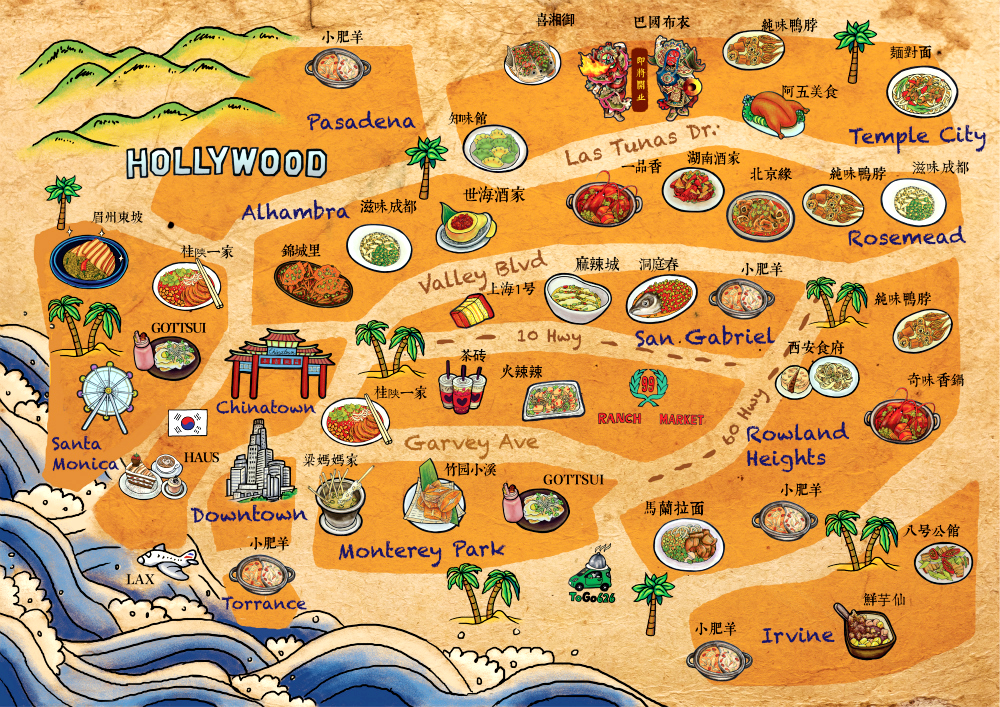 喜湘御
巴國布衣
純味鴨脖
小肥羊
麵對面
即將開止
阿五美食
Pasadena
知味館
Las Tunas Dr.
Temple City
HOLLYWOOD
一品香
湖南酒家
北京緣
純味鴨脖
滋味成都
世海酒家
滋味成都
Alhambra
眉州東坡
Rosemead
桂陝一家
錦城里
Valley Blvd
麻辣城
洞庭春
小肥羊
上海1号
純味鴨脖
GOTTSUI
10 Hwy
San Gabriel
西安食府
茶砖
火辣辣
奇味香鍋
99
桂陝一家
Chinatown
RANCH MARKET
60 Hwy
Rowland
Heights
Santa
Monica
Garvey Ave
HAUS
梁媽媽家
竹园小溪
GOTTSUI
小肥羊
馬蘭拉面
Downtown
八号公館
小肥羊
Monterey Park
LAX
ToGo626
Torrance
鮮芋仙
小肥羊
Irvine